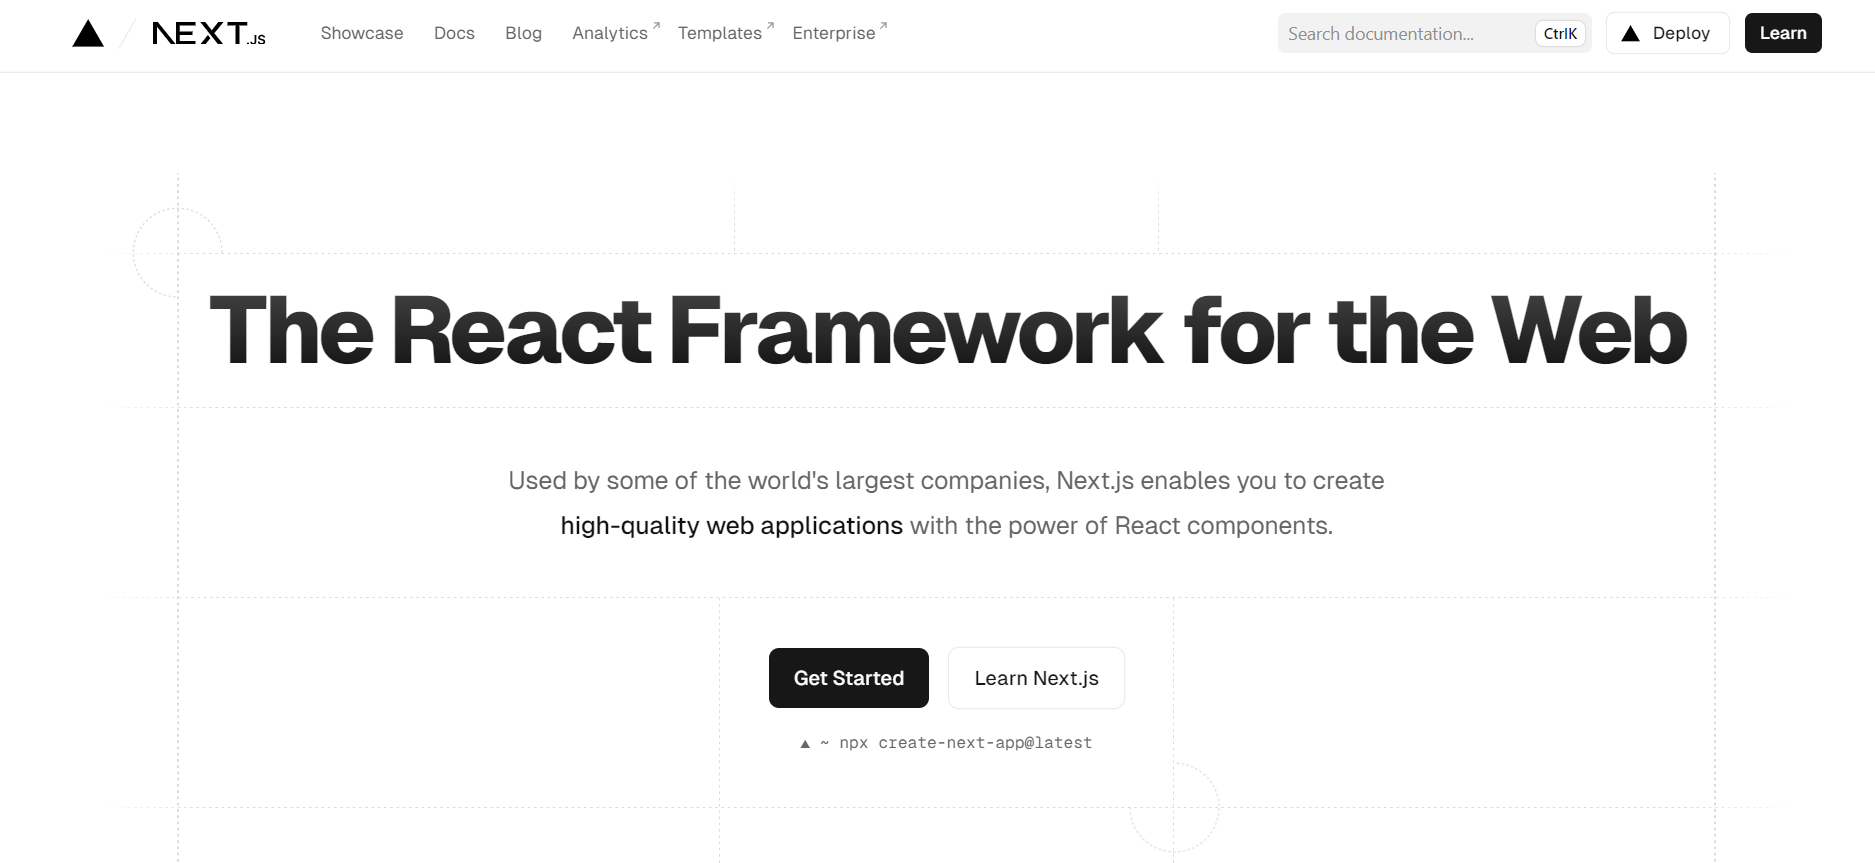 NEXT.JS
Showcase
Docs
Blog
Analytics
Templates
Enterprise
Search documentation...
CtrlK
Deploy
Learn
The React Framework for the Web
Used by some of the world's largest companies, Next.js enables you to create
high-quality web applications with the power of React components.
Get Started
Learn Next.js
▲ ~ npx create-next-app@latest